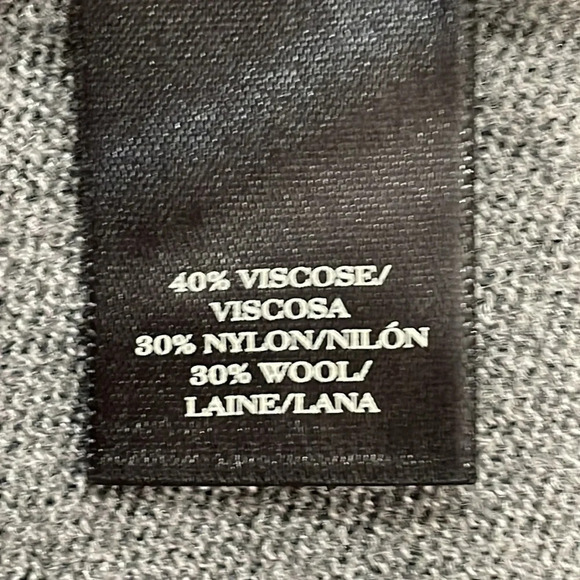 40% VISCOSE/
VISCOSA
30% NYLON/NILÓN
30% WOOL/
LAINE/LANA